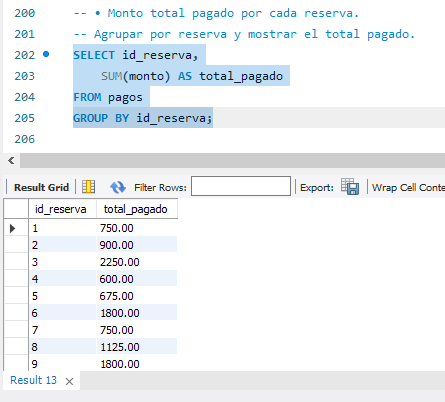 200 -- • Monto total pagado por cada reserva.
201 -- Agrupar por reserva y mostrar el total pagado.
202 SELECT id_reserva,
203 SUM(monto) AS total_pagado
204 FROM pagos
205 GROUP BY id_reserva;
206
Result Grid Filter Rows: Export: Wrap Cell Conte
id_reserva total_pagado
1 750.00
2 900.00
3 2250.00
4 600.00
5 675.00
6 1800.00
7 750.00
8 1125.00
9 1800.00
Result 13 ×